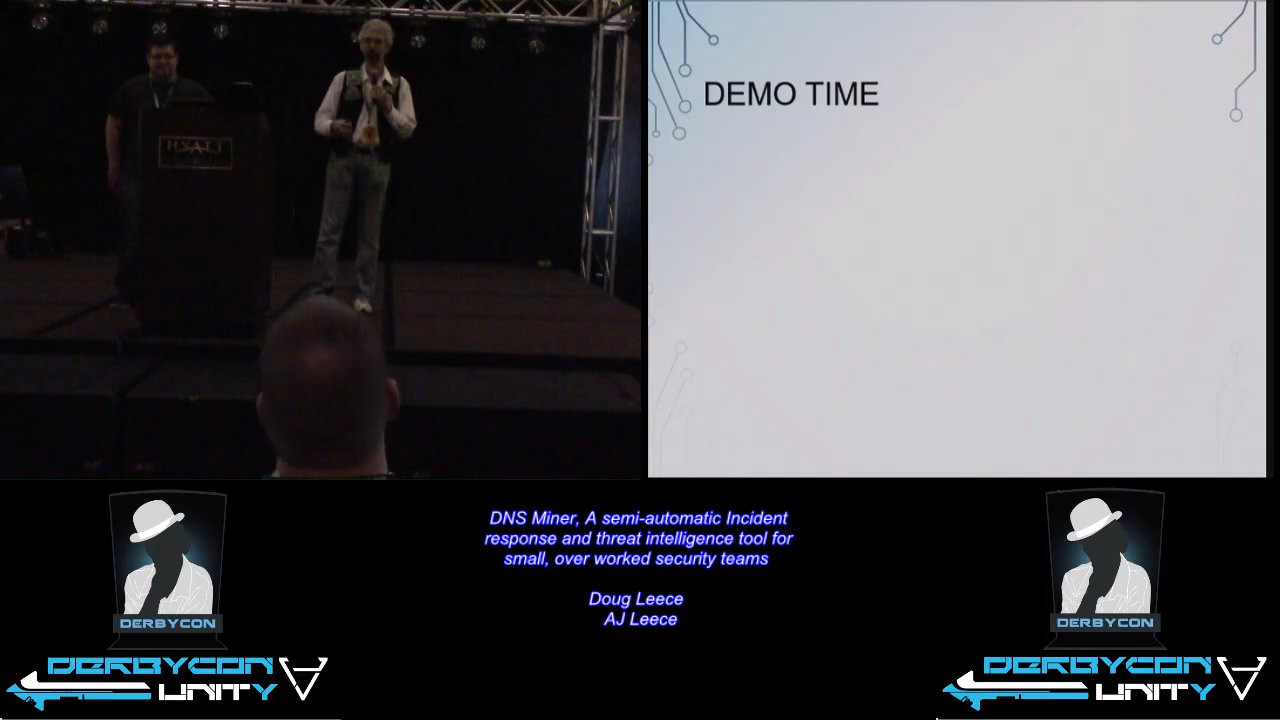 HYATT
DEMO TIME
DNS Miner, A semi-automatic Incident
response and threat intelligence tool for
small, over worked security teams
Doug Leece
AJ Leece
DERBYCON
DERBYCON
UNITY
DERBYCON
DERBYCON
UNITY